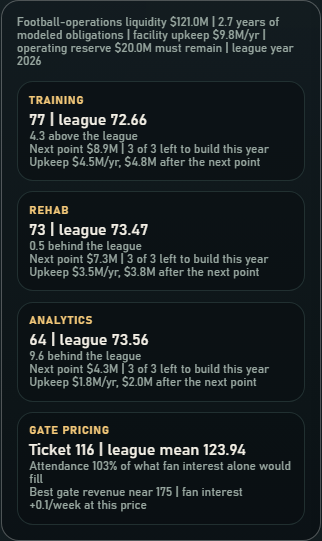 Football-operations liquidity $121.0M | 2.7 years of
modeled obligations | facility upkeep $9.8M/yr |
operating reserve $20.0M must remain | league year
2026
TRAINING
77 | league 72.66
4.3 above the league
Next point $8.9M | 3 of 3 left to build this year
Upkeep $4.5M/yr, $4.8M after the next point
REHAB
73 | league 73.47
0.5 behind the league
Next point $7.3M | 3 of 3 left to build this year
Upkeep $3.5M/yr, $3.8M after the next point
ANALYTICS
64 | league 73.56
9.6 behind the league
Next point $4.3M | 3 of 3 left to build this year
Upkeep $1.8M/yr, $2.0M after the next point
GATE PRICING
Ticket 116 | league mean 123.94
Attendance 103% of what fan interest alone would
fill
Best gate revenue near 175 | fan interest
+0.1/week at this price